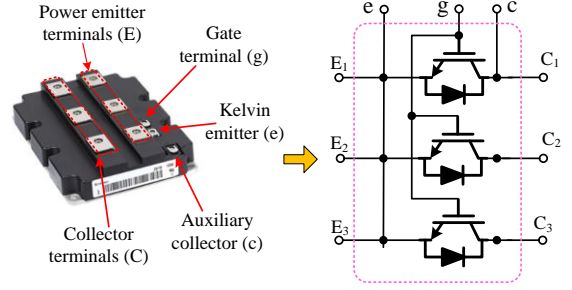 Power emitter
terminals (E)
Gate
terminal (g)
Kelvin
emitter (e)
Auxiliary
collector (c)
Collector
terminals (C)
e g c
E1 C1
E2 C2
E3 C3